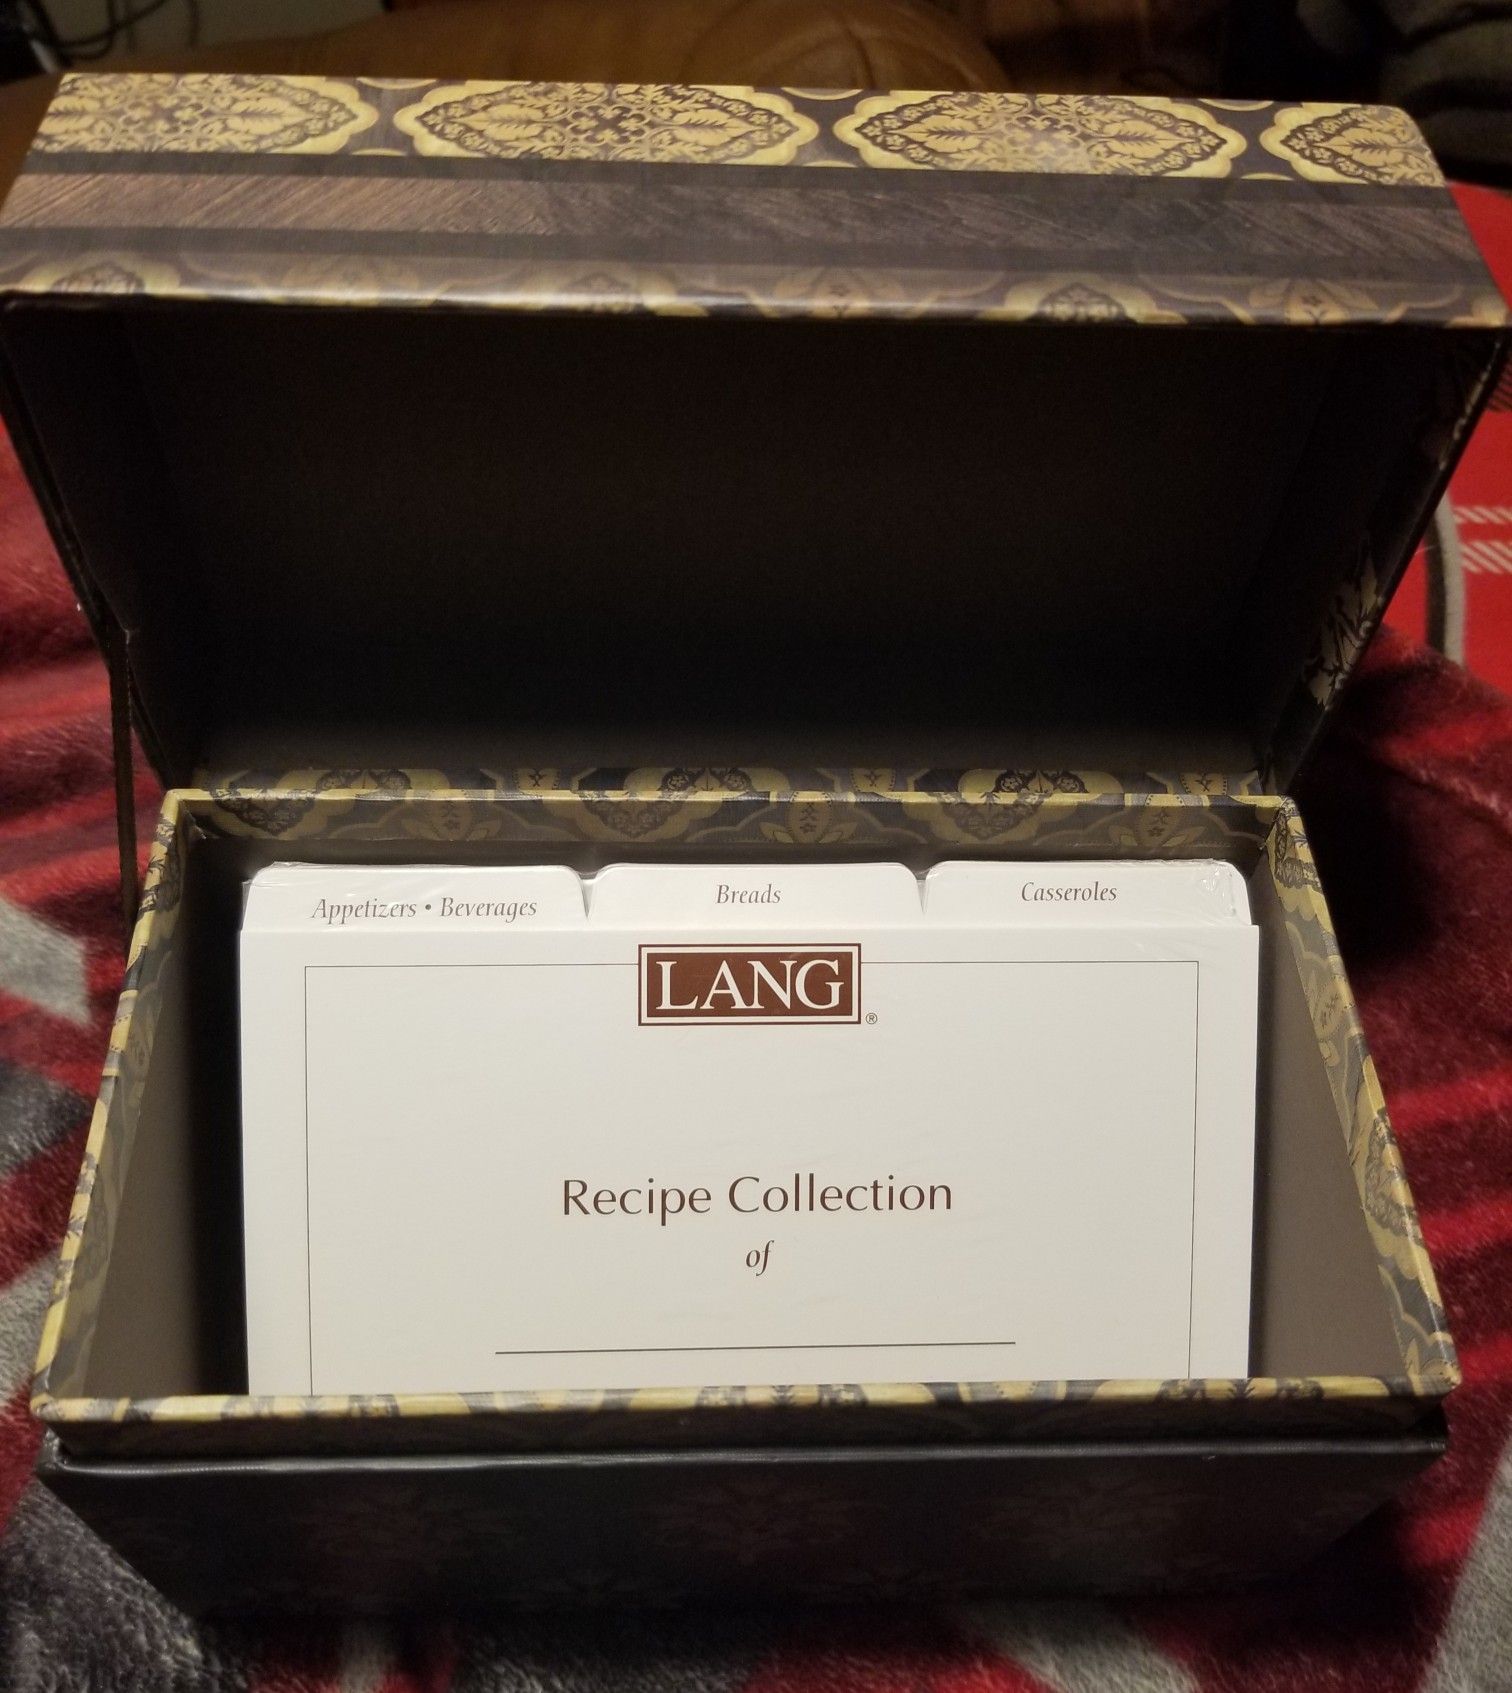 Appetizers • Beverages
Breads
Casseroles
LANG®
Recipe Collection
of